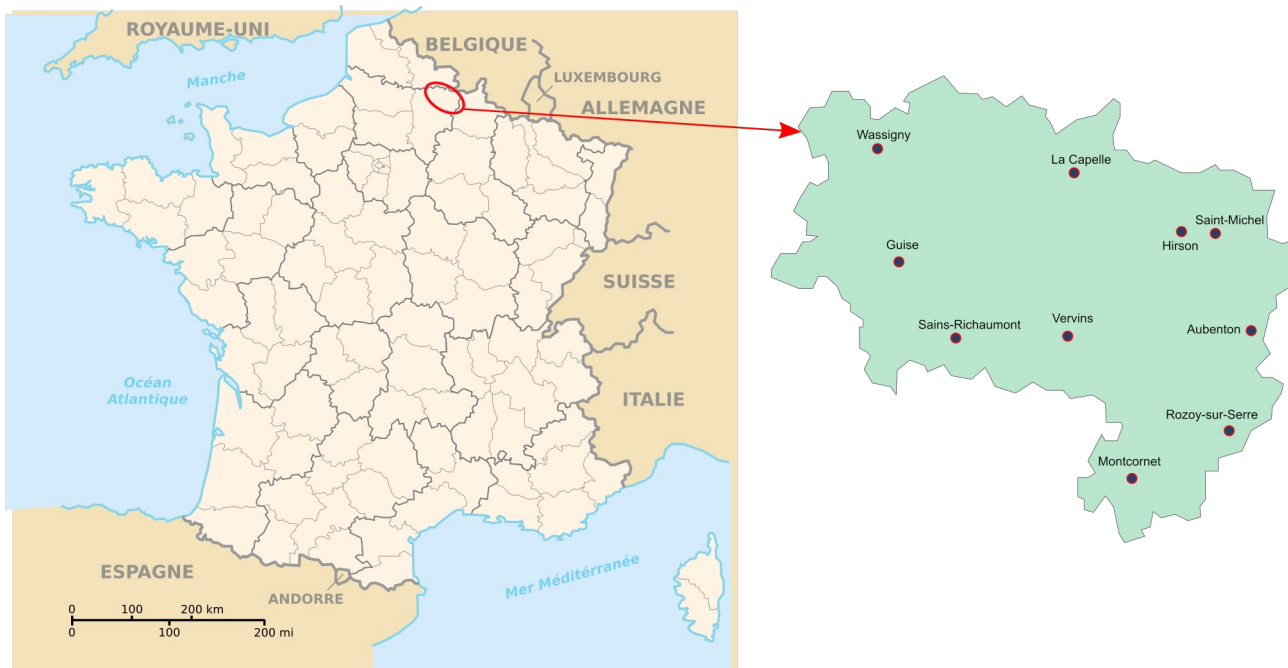 ROYAUME-UNI
BELGIQUE
Manche
LUXEMBOURG
ALLEMAGNE
SUISSE
Océan
Atlantique
ITALIE
ESPAGNE
ANDORRE
Mer Méditérranée
0 100 200 km
0 100 200 mi
Wassigny
La Capelle
Saint-Michel
Hirson
Guise
Sains-Richaumont
Vervins
Aubenton
Rozoy-sur-Serre
Montcornet